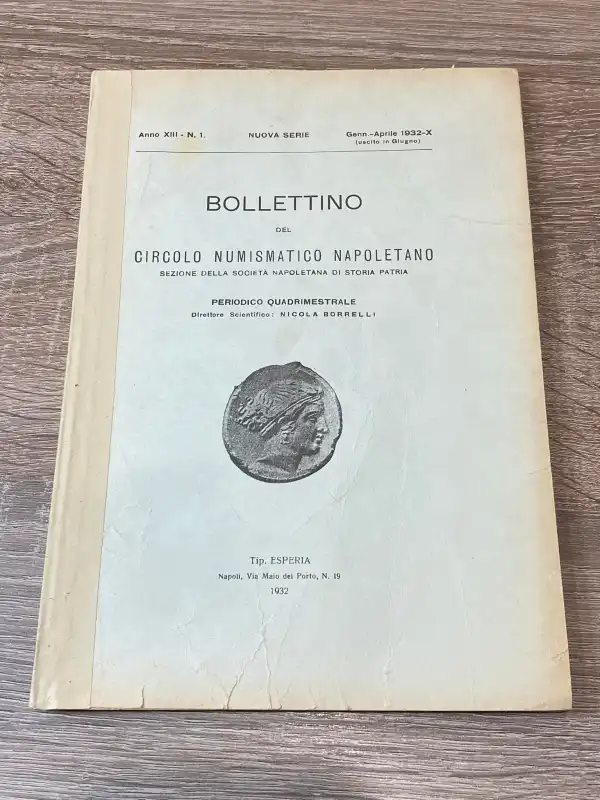 Anno XIII - N. 1. NUOVA SERIE Genn.-Aprile 1932-X
(uscito in Giugno)
BOLLETTINO
DEL
CIRCOLO NUMISMATICO NAPOLETANO
SEZIONE DELLA SOCIETÀ NAPOLETANA DI STORIA PATRIA
PERIODICO QUADRIMESTRALE
Direttore Scientifico: NICOLA BORRELLI
Tip. ESPERIA
Napoli, Via Maio del Porto, N. 19
1932